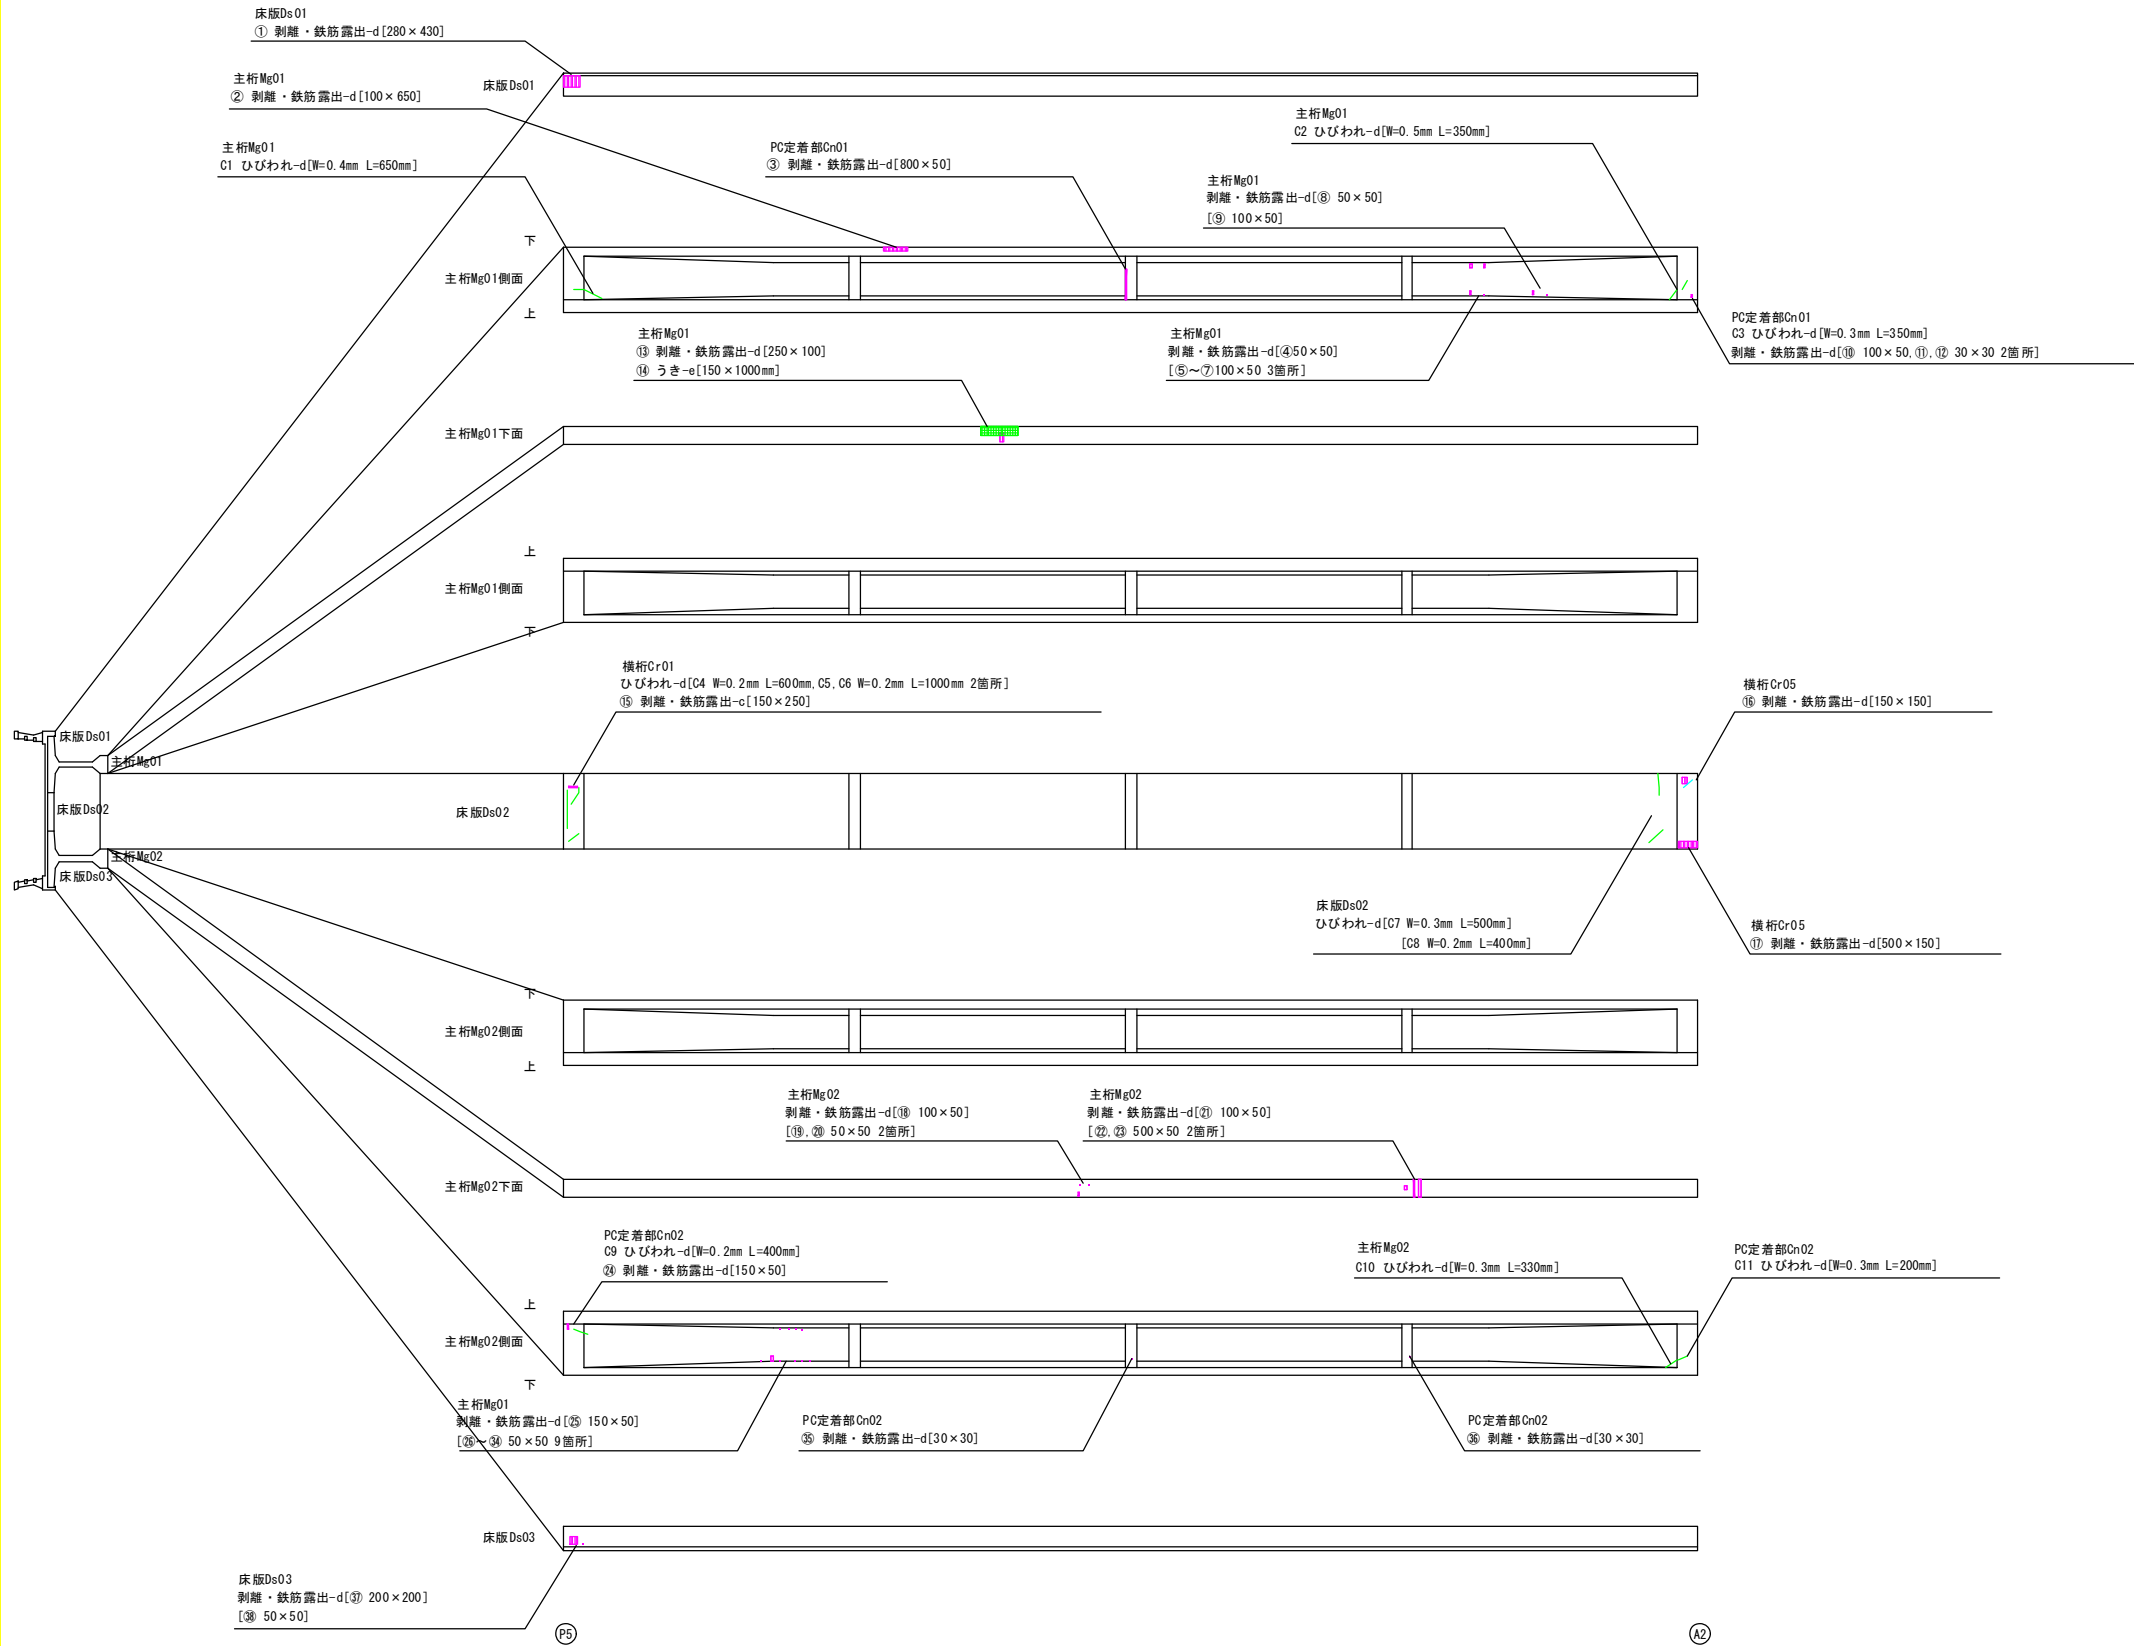 床版Ds01
① 剥離・鉄筋露出-d[280×430]
主桁Mg01
② 剥離・鉄筋露出-d[100×650]
床版Ds01
主桁Mg01
C1 ひびわれ-d[W=0.4mm L=650mm]
PC定着部Cn01
③ 剥離・鉄筋露出-d[800×50]
主桁Mg01
C2 ひびわれ-d[W=0.5mm L=350mm]
主桁Mg01
剥離・鉄筋露出-d[⑧ 50×50]
[⑨ 100×50]
下
主桁Mg01側面
上
PC定着部Cn01
C3 ひびわれ-d[W=0.3mm L=350mm]
剥離・鉄筋露出-d[⑩ 100×50,⑪,⑫ 30×30 2箇所]
主桁Mg01
⑬ 剥離・鉄筋露出-d[250×100]
⑭ うき-e[150×1000mm]
主桁Mg01
剥離・鉄筋露出-d[④50×50]
[⑤～⑦100×50 3箇所]
主桁Mg01下面
上
主桁Mg01側面
下
横桁Cr01
ひびわれ-d[C4 W=0.2mm L=600mm,C5,C6 W=0.2mm L=1000mm 2箇所]
⑮ 剥離・鉄筋露出-c[150×250]
横桁Cr05
⑯ 剥離・鉄筋露出-d[150×150]
床版Ds01
主桁Mg01
床版Ds02
主桁Mg02
床版Ds03
床版Ds02
床版Ds02
ひびわれ-d[C7 W=0.3mm L=500mm]
[C8 W=0.2mm L=400mm]
横桁Cr05
⑰ 剥離・鉄筋露出-d[500×150]
下
主桁Mg02側面
上
主桁Mg02
剥離・鉄筋露出-d[⑱ 100×50]
[⑲,⑳ 50×50 2箇所]
主桁Mg02
剥離・鉄筋露出-d[㉑ 100×50]
[㉒,㉓ 500×50 2箇所]
主桁Mg02下面
PC定着部Cn02
C9 ひびわれ-d[W=0.2mm L=400mm]
㉔ 剥離・鉄筋露出-d[150×50]
主桁Mg02
C10 ひびわれ-d[W=0.3mm L=330mm]
PC定着部Cn02
C11 ひびわれ-d[W=0.3mm L=200mm]
上
主桁Mg02側面
下
主桁Mg01
剥離・鉄筋露出-d[㉕ 150×50]
[㉖～㉞ 50×50 9箇所]
PC定着部Cn02
㉟ 剥離・鉄筋露出-d[30×30]
PC定着部Cn02
㊱ 剥離・鉄筋露出-d[30×30]
床版Ds03
床版Ds03
剥離・鉄筋露出-d[㊲ 200×200]
[㊳ 50×50]
P5
A2